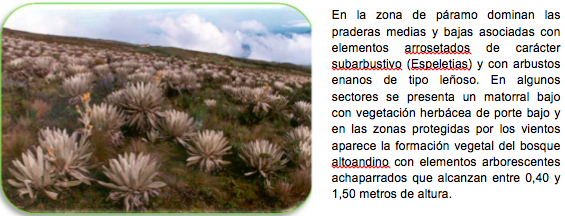 En la zona de páramo dominan las
praderas medias y bajas asociadas con
elementos arrosetados de carácter
subarbustivo (Espeletias) y con arbustos
enanos de tipo leñoso. En algunos
sectores se presenta un matorral bajo
con vegetación herbácea de porte bajo y
en las zonas protegidas por los vientos
aparece la formación vegetal del bosque
altoandino con elementos arborescentes
achaparrados que alcanzan entre 0,40 y
1,50 metros de altura.